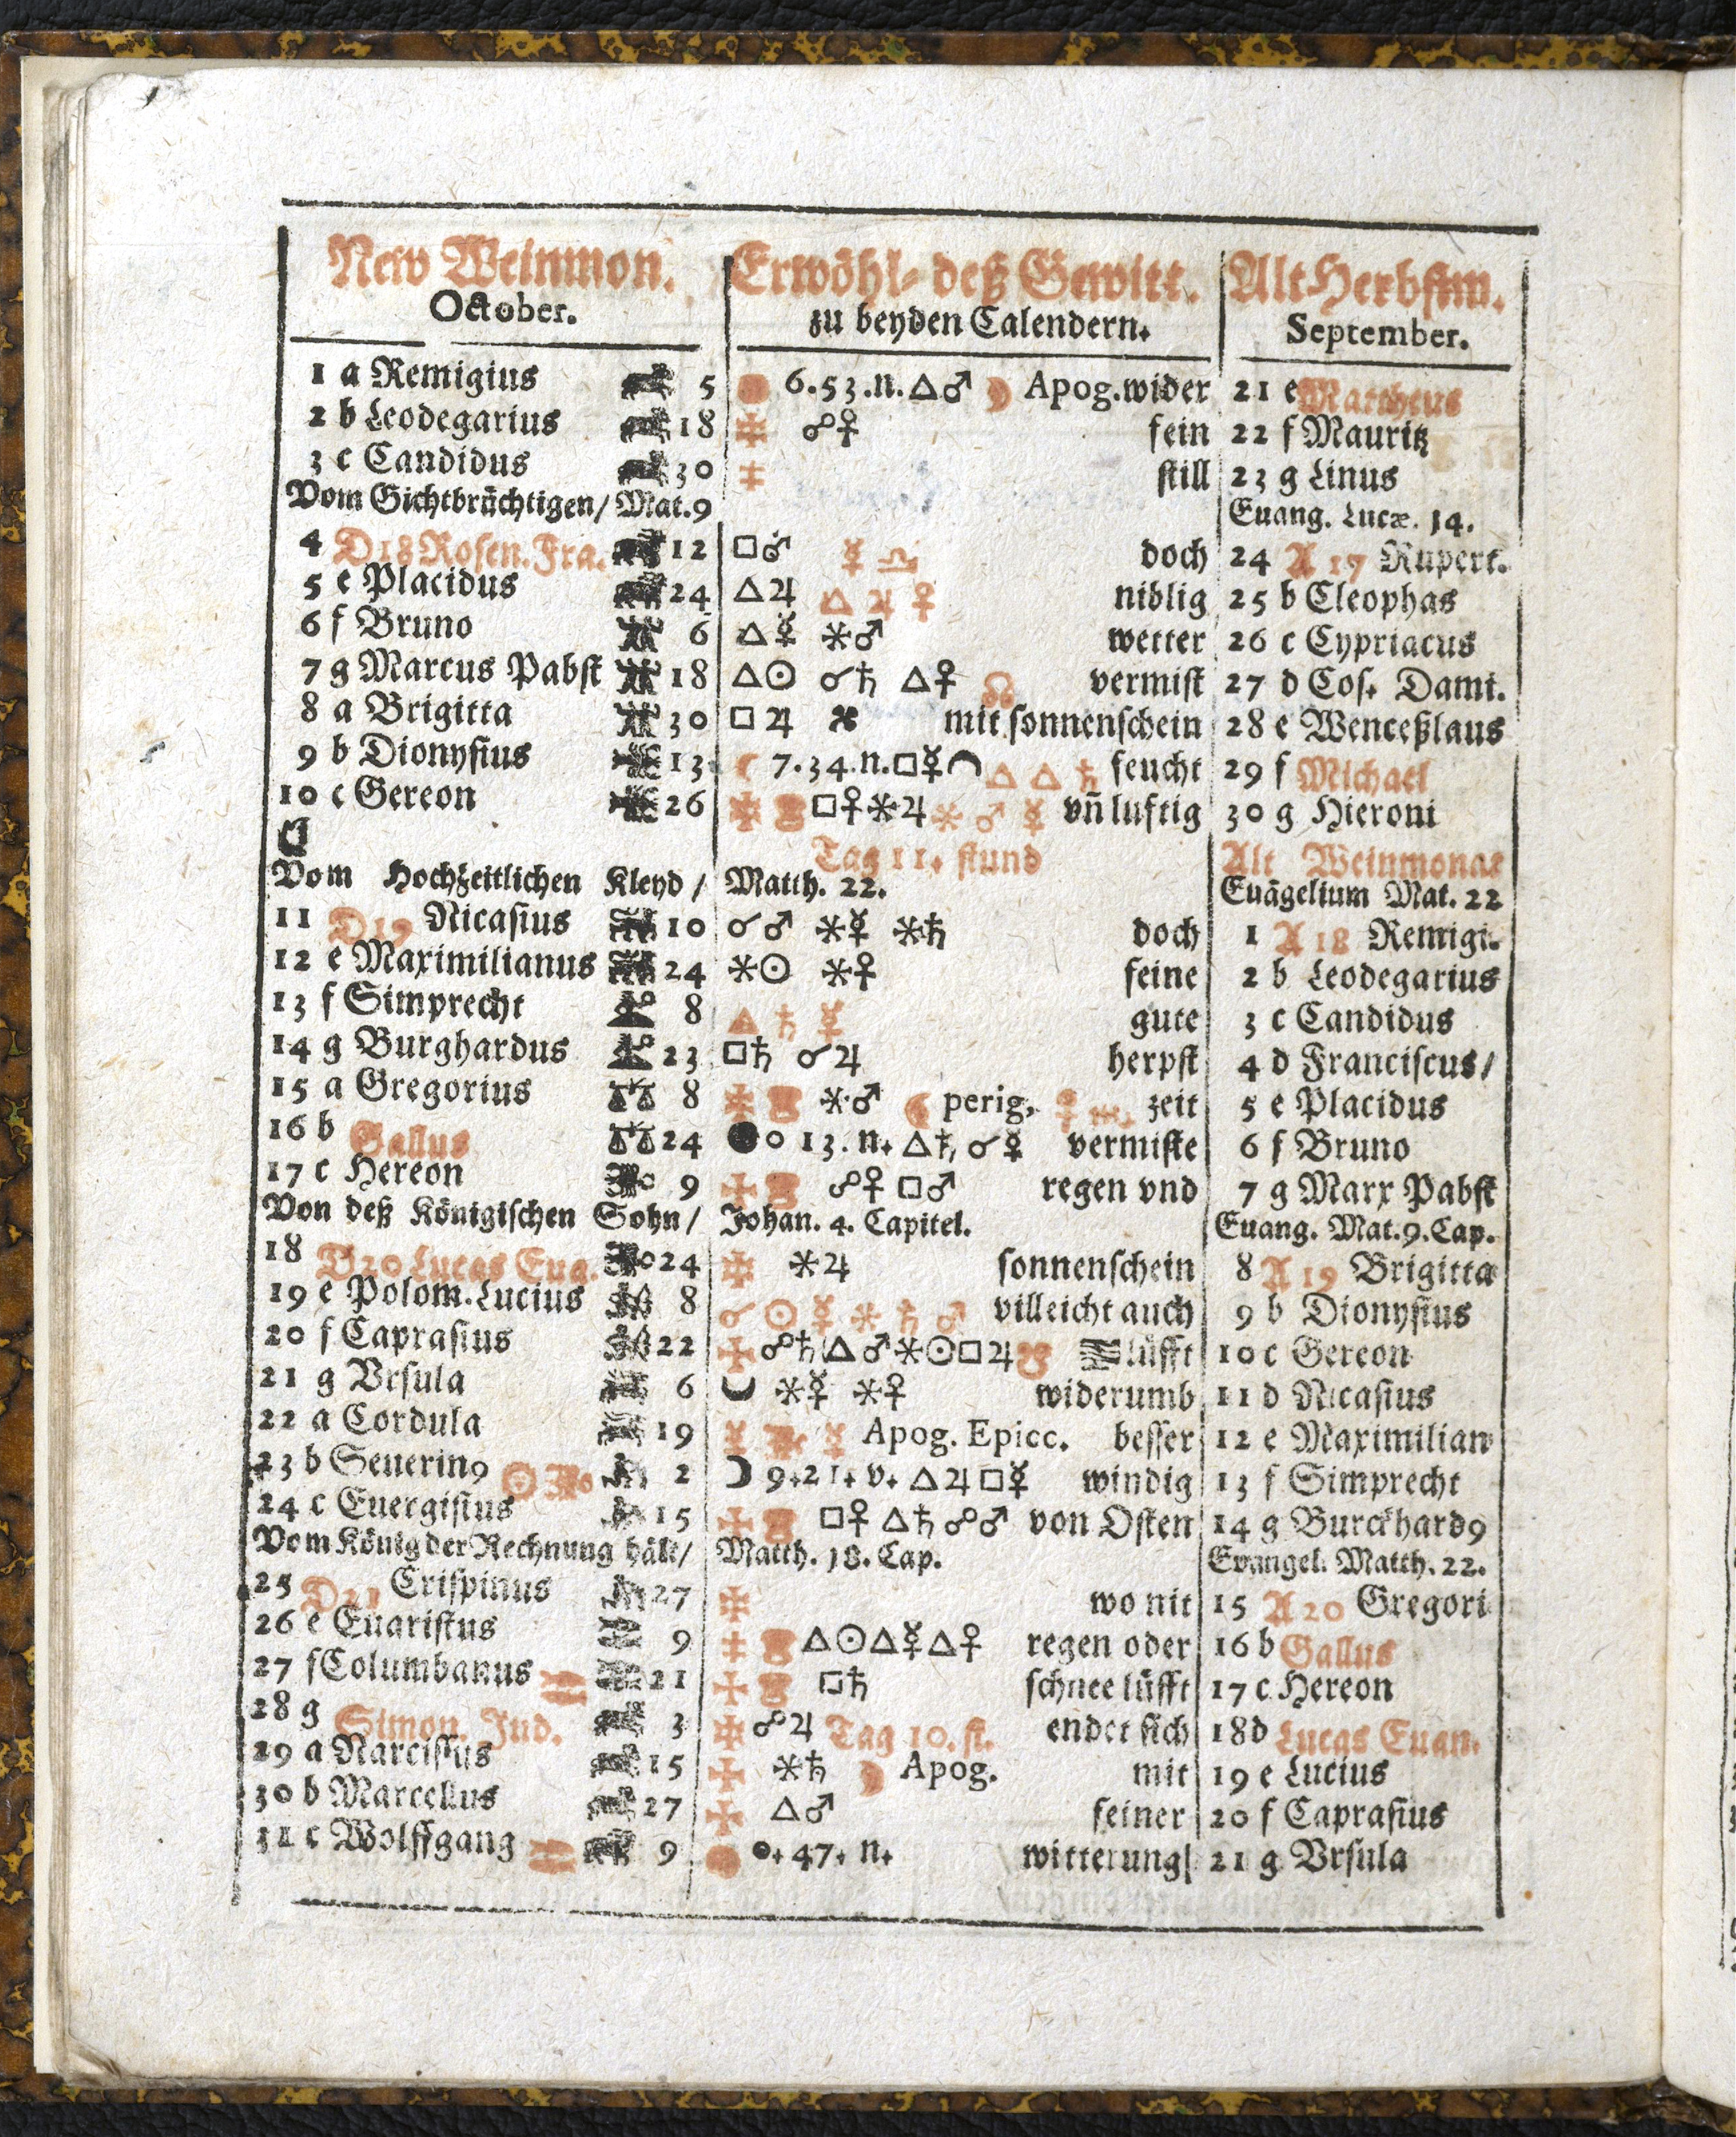 New Weinmon. Erwöhl- deß Gewitt. Alt Herbstm.
October. zu beyden Calendern. September.
1 a Remigius 5 6.53.n.△♂ ☽ Apog. wider 21 e Mattheus
2 b Leodegarius 18 ☍♀ fein 22 f Mauritz
3 c Candidus 30 still 23 g Linus
Vom Gichtbrüchtigen/ Mat.9 Euang. Lucæ. 14.
4 D18 Rosen. Fra. 12 □♂ ☿ ♎ doch 24 A 17 Rupert.
5 e Placidus 24 △♃ △ ♃ ♀ niblig 25 b Cleophas
6 f Bruno 6 △☿ ⚹♂ wetter 26 c Cypriacus
7 g Marcus Pabst 18 △☉ ☌♄ △♀ ☊ vermist 27 d Cos. Dami.
8 a Brigitta 30 □♃ mit sonnenschein 28 e Wenceßlaus
9 b Dionysius 13 ☾ 7.34.n.□☿ △ △ ♄ feucht 29 f Michael
10 c Gereon 26 □♀⚹♃ ⚹ ♂ ☿ vñ luftig 30 g Hieroni
Tag 11. stund Alt Weinmonat
Vom Hochzeitlichen Kleyd / Matth. 22. Euãgelium Mat. 22
11 D19 Nicasius 10 ☌♂ ⚹☿ ⚹♄ doch 1 A 18 Remigi.
12 e Maximilianus 24 ⚹☉ ⚹♀ feine 2 b Leodegarius
13 f Simprecht 8 △ ♄ ☿ gute 3 c Candidus
14 g Burghardus 23 □♄ ☌♃ herpst 4 d Franciscus/
15 a Gregorius 8 ⚹♂ ☾ perig. ♀ ♏ zeit 5 e Placidus
16 b Gallus 24 ● 0 13. n. △♄ ☌☿ vermiste 6 f Bruno
17 c Hereon 9 ☍♀ □♂ regen vnd 7 g Marx Pabst
Von deß Königischen Sohn/ Johan. 4. Capitel. Euang. Mat.9.Cap.
18 D20 Lucas Eua. 24 ⚹♃ sonnenschein 8 A 19 Brigitta
19 e Polom. Lucius 8 ☌ ☉ ☿ ⚹ ♄ ♂ villeicht auch 9 b Dionysius
20 f Caprasius 22 ☍♄ △♂⚹☉□♃ lüfft 10 c Gereon
21 g Vrsula 6 ⚹☿ ⚹♀ widerumb 11 d Nicasius
22 a Cordula 19 Apog. Epicc. besser 12 e Maximilian
23 b Seuerin9 ☉ 2 ☽ 9.21. v. △♃□☿ windig 13 f Simprecht
24 c Euergisius 15 □♀ △♄ ☍♂ von Osten 14 g Burckhard9
Vom König der Rechnung hält/ Matth. 18. Cap. Evangel. Matth. 22.
25 D21 Crispinus 27 wo nit 15 A 20 Gregori
26 e Euaristus 9 △☉△☿△♀ regen oder 16 b Gallus
27 f Columbanus 21 □♄ schnee lüfft 17 c Hereon
28 g Simon. Jud. 3 ☍♃ Tag 10. st. endet sich 18 d Lucas Euan.
29 a Narcissus 15 ⚹♄ ☽ Apog. mit 19 e Lucius
30 b Marcellus 27 △♂ feiner 20 f Caprasius
31 c Wolffgang 9 47. n. witterung 21 g Vrsula